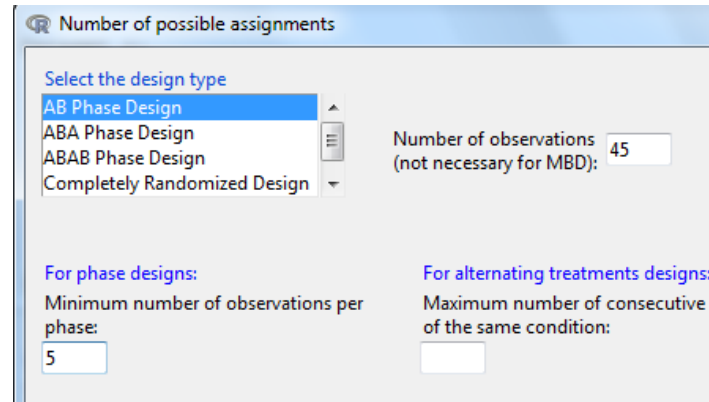 Number of possible assignments
Select the design type
AB Phase Design
ABA Phase Design
ABAB Phase Design
Completely Randomized Design
Number of observations
(not necessary for MBD):
45
For phase designs:
Minimum number of observations per
phase:
5
For alternating treatments designs:
Maximum number of consecutive
of the same condition: